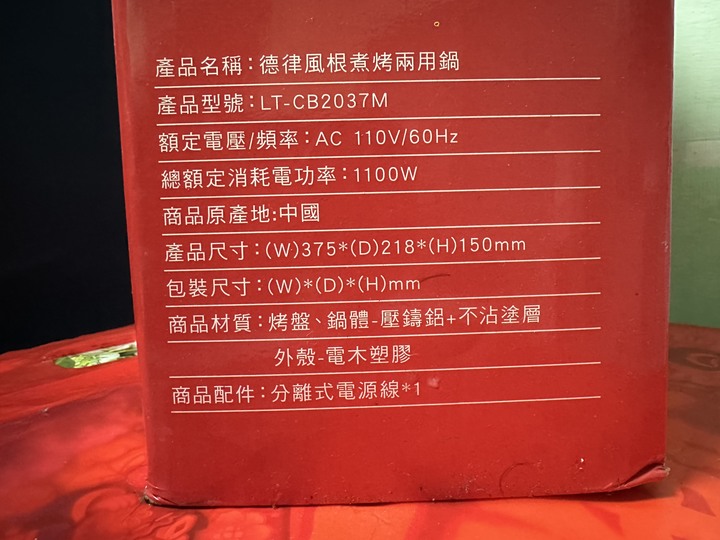 產品名稱：德律風根煮烤兩用鍋
產品型號：LT-CB2037M
額定電壓/頻率：AC 110V/60Hz
總額定消耗電功率：1100W
商品原產地:中國
產品尺寸：(W)375*(D)218*(H)150mm
包裝尺寸：(W)*(D)*(H)mm
商品材質：烤盤、鍋體-壓鑄鋁+不沾塗層
外殼-電木塑膠
商品配件：分離式電源線*1